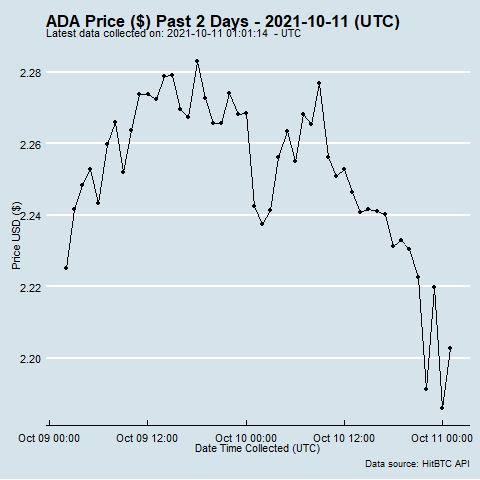 ADA Price ($) Past 2 Days - 2021-10-11 (UTC)
Latest data collected on: 2021-10-11 01:01:14 - UTC
Price USD ($)
2.28
2.26
2.24
2.22
2.20
Oct 09 00:00 Oct 09 12:00 Oct 10 00:00 Oct 10 12:00 Oct 11 00:00
Date Time Collected (UTC)
Data source: HitBTC API